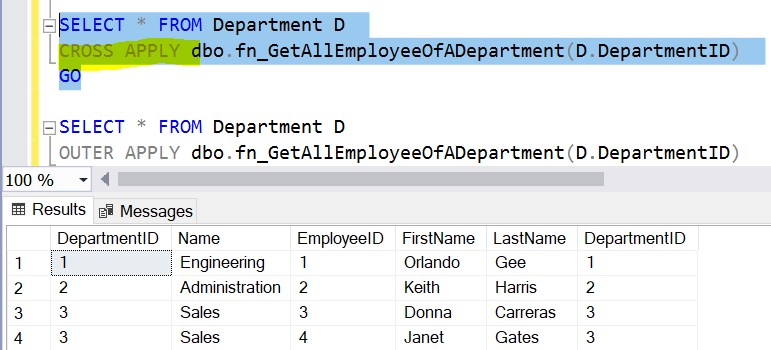 SELECT * FROM Department D
CROSS APPLY dbo.fn_GetAllEmployeeOfADepartment(D.DepartmentID)
GO
SELECT * FROM Department D
OUTER APPLY dbo.fn_GetAllEmployeeOfADepartment(D.DepartmentID)
100 %
Results Messages
DepartmentID Name EmployeeID FirstName LastName DepartmentID
1 1 Engineering 1 Orlando Gee 1
2 2 Administration 2 Keith Harris 2
3 3 Sales 3 Donna Carreras 3
4 3 Sales 4 Janet Gates 3